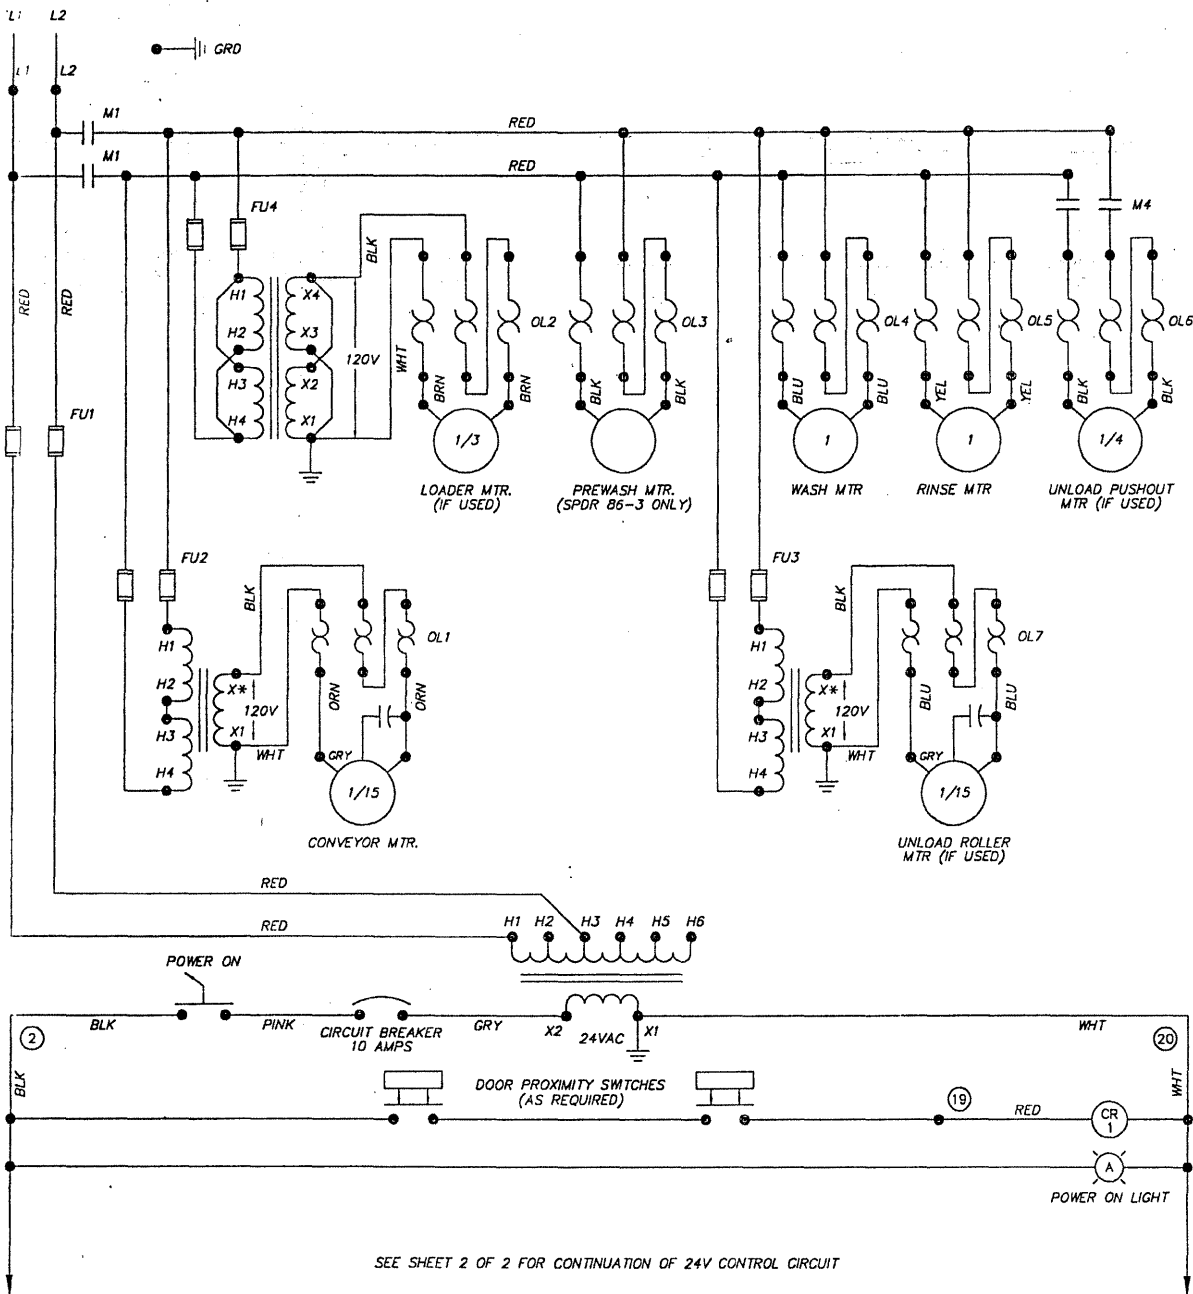 L1 L2
GRD
L1 L2
M1
RED
M1
RED
FU4
M4
BLK
H1 X4
RED RED
H2 X3
OL2 OL3 OL4 OL5 OL6
120V
WHT
H3 X2
BRN BRN BLK BLK BLU BLU YEL YEL BLK BLK
FU1
H4 X1
1/3 1 1 1/4
LOADER MTR. (IF USED)
PREWASH MTR. (SPDR 86-3 ONLY)
WASH MTR
RINSE MTR
UNLOAD PUSHOUT MTR (IF USED)
FU2 FU3
BLK BLK
H1 OL1 H1 OL7
H2 X* H2 X*
ORN ORN BLU BLU
120V 120V
H3 X1 H3 X1
WHT GRY WHT GRY
H4 H4
1/15 1/15
CONVEYOR MTR.
UNLOAD ROLLER MTR (IF USED)
RED
RED
H1 H2 H3 H4 H5 H6
POWER ON
BLK PINK
CIRCUIT BREAKER 10 AMPS
GRY X2 24VAC X1 WHT
2 20
BLK WHT
DOOR PROXIMITY SWITCHES (AS REQUIRED)
19 RED CR 1
A
POWER ON LIGHT
SEE SHEET 2 OF 2 FOR CONTINUATION OF 24V CONTROL CIRCUIT